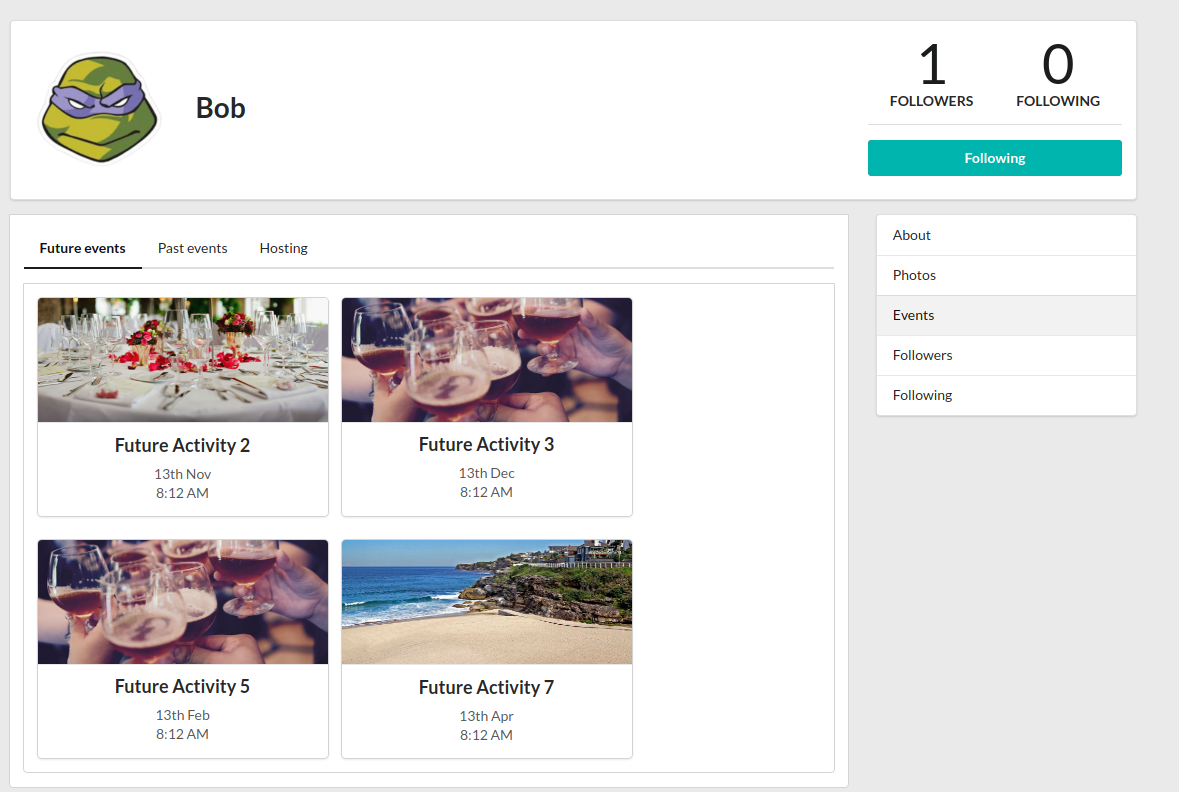 Bob
1
FOLLOWERS
0
FOLLOWING
Following
Future events
Past events
Hosting
Future Activity 2
13th Nov
8:12 AM
Future Activity 3
13th Dec
8:12 AM
Future Activity 5
13th Feb
8:12 AM
Future Activity 7
13th Apr
8:12 AM
About
Photos
Events
Followers
Following